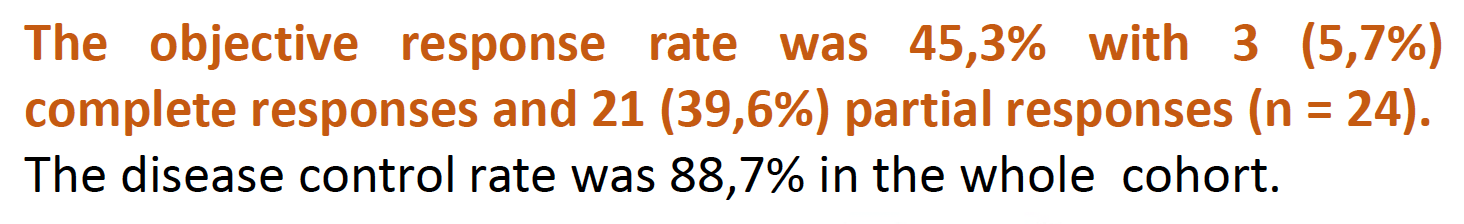 The objective response rate was 45,3% with 3 (5,7%)
complete responses and 21 (39,6%) partial responses (n = 24).
The disease control rate was 88,7% in the whole cohort.